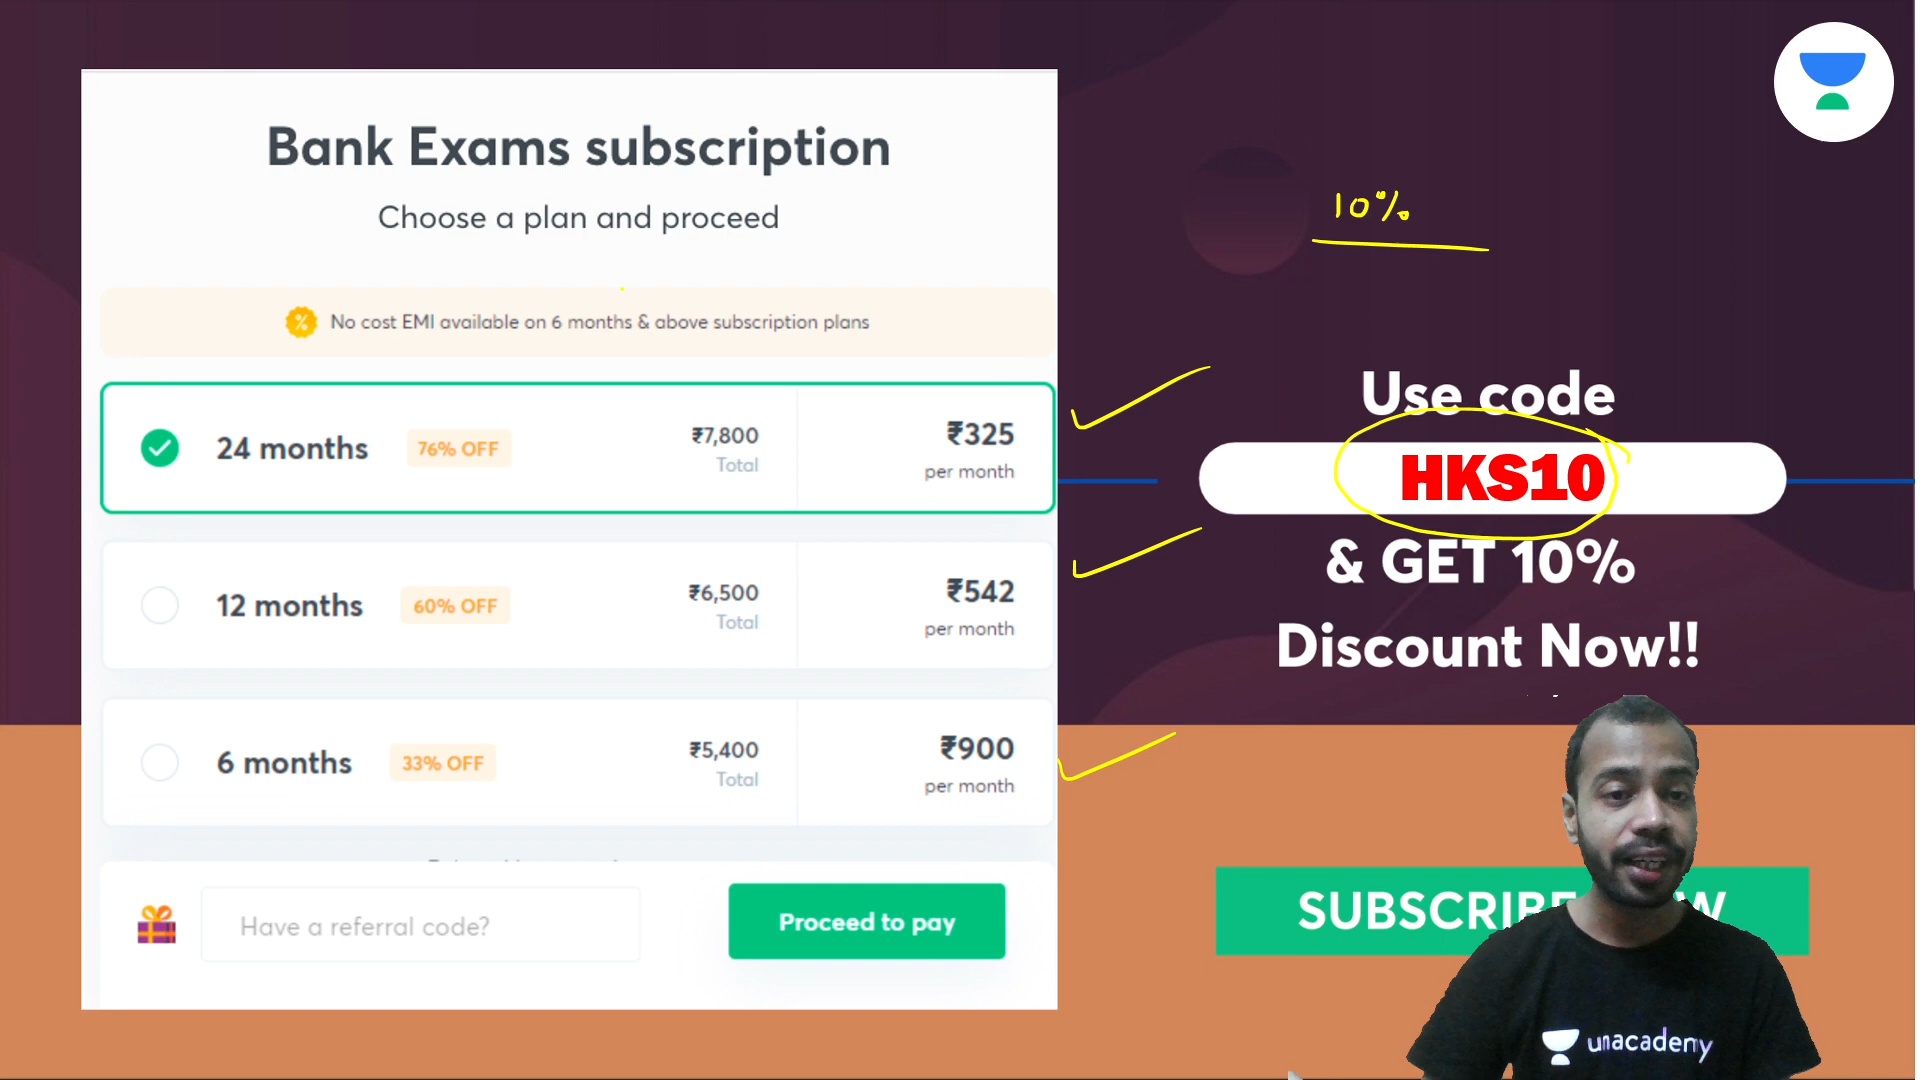 Bank Exams subscription
Choose a plan and proceed
% No cost EMI available on 6 months & above subscription plans
24 months 76% OFF ₹7,800 Total ₹325 per month
12 months 60% OFF ₹6,500 Total ₹542 per month
6 months 33% OFF ₹5,400 Total ₹900 per month
Have a referral code? Proceed to pay
10%
Use code
HKS10
& GET 10%
Discount Now!!
SUBSCRIBE
unacademy